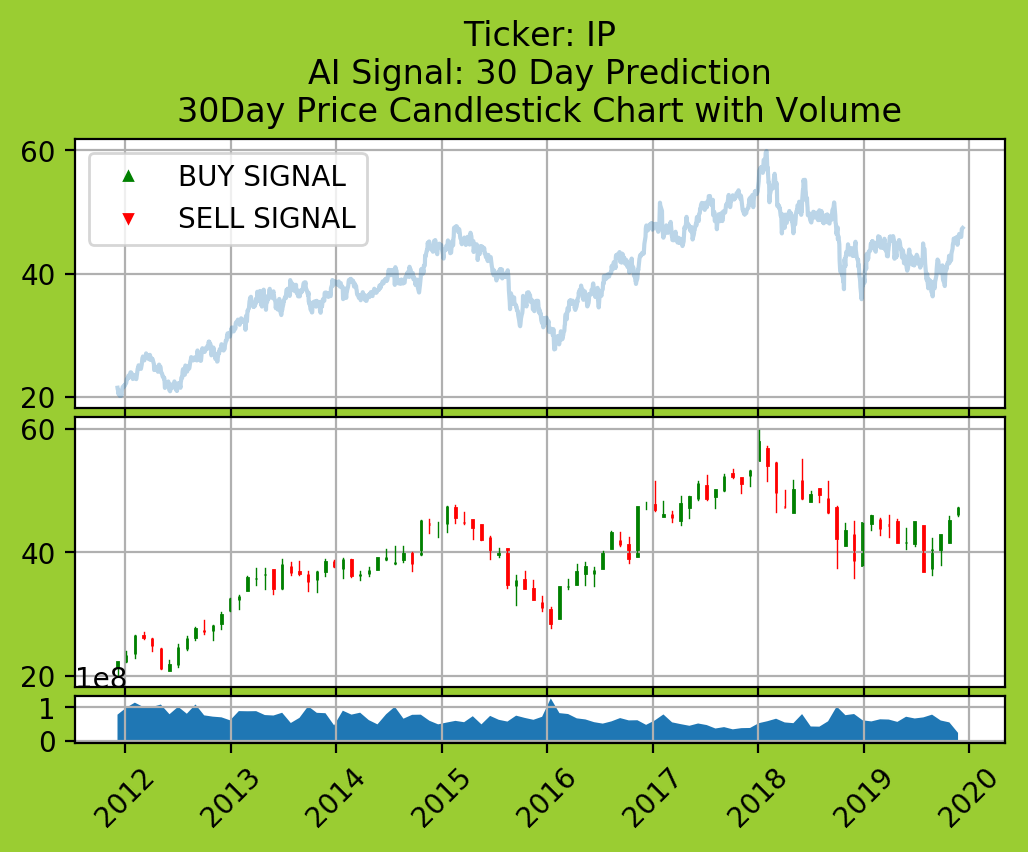 Ticker: IP
AI Signal: 30 Day Prediction
30Day Price Candlestick Chart with Volume
60
BUY SIGNAL
SELL SIGNAL
40
20
60
40
20
1e8
1
0
2012 2013 2014 2015 2016 2017 2018 2019 2020